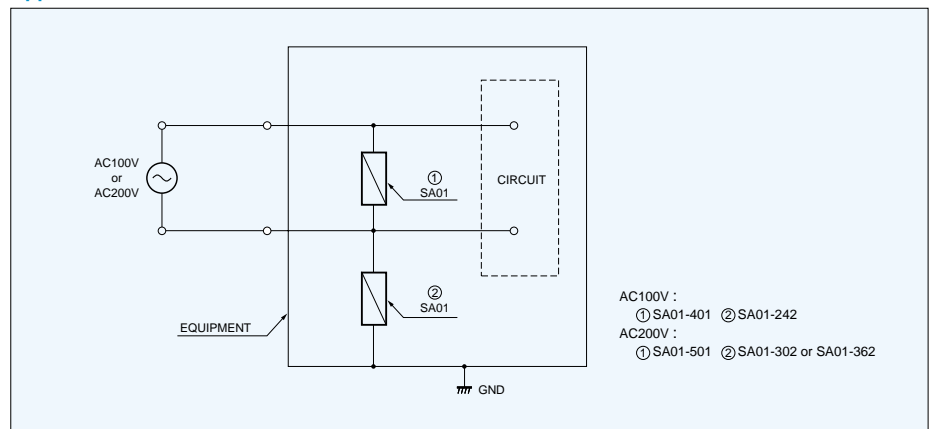 AC100V
or
AC200V
①
SA01
CIRCUIT
②
SA01
EQUIPMENT
GND
AC100V :
①SA01-401 ②SA01-242
AC200V :
①SA01-501 ②SA01-302 or SA01-362